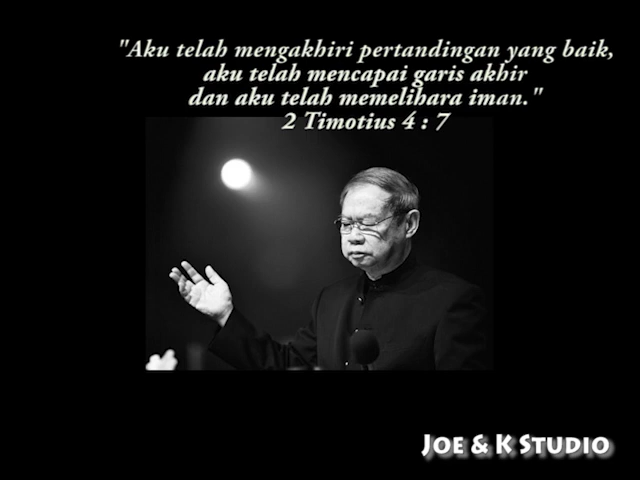 "Aku telah mengakhiri pertandingan yang baik,
aku telah mencapai garis akhir
dan aku telah memelihara iman."
2 Timotius 4 : 7
Joe & K Studio